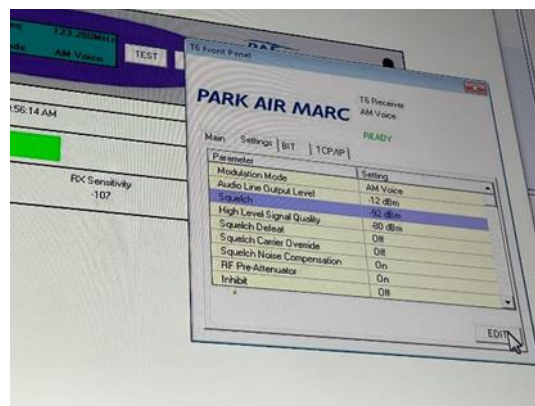 123.200MHz
AM Voice
TEST
:56:14 AM
RX Sensitivity
-107
T6 Front Panel
PARK AIR MARC
T6 Receiver
AM Voice
READY
Main Settings BIT TCP/IP
Parameter Setting
Modulation Mode AM Voice
Audio Line Output Level -12 dBm
Squelch -92 dBm
High Level Signal Quality -80 dBm
Squelch Defeat Off
Squelch Carrier Override Off
Squelch Noise Compensation On
RF Pre-Attenuator On
Inhibit Off
EDIT